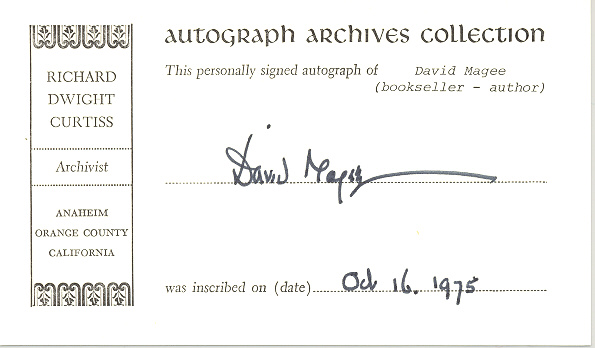 AUTOGRAPH ARCHIVES COLLECTION
RICHARD
DWIGHT
CURTISS
Archivist
ANAHEIM
ORANGE COUNTY
CALIFORNIA
This personally signed autograph of David Magee
(bookseller - author)
David Magee
was inscribed on (date) Oct 16. 1975